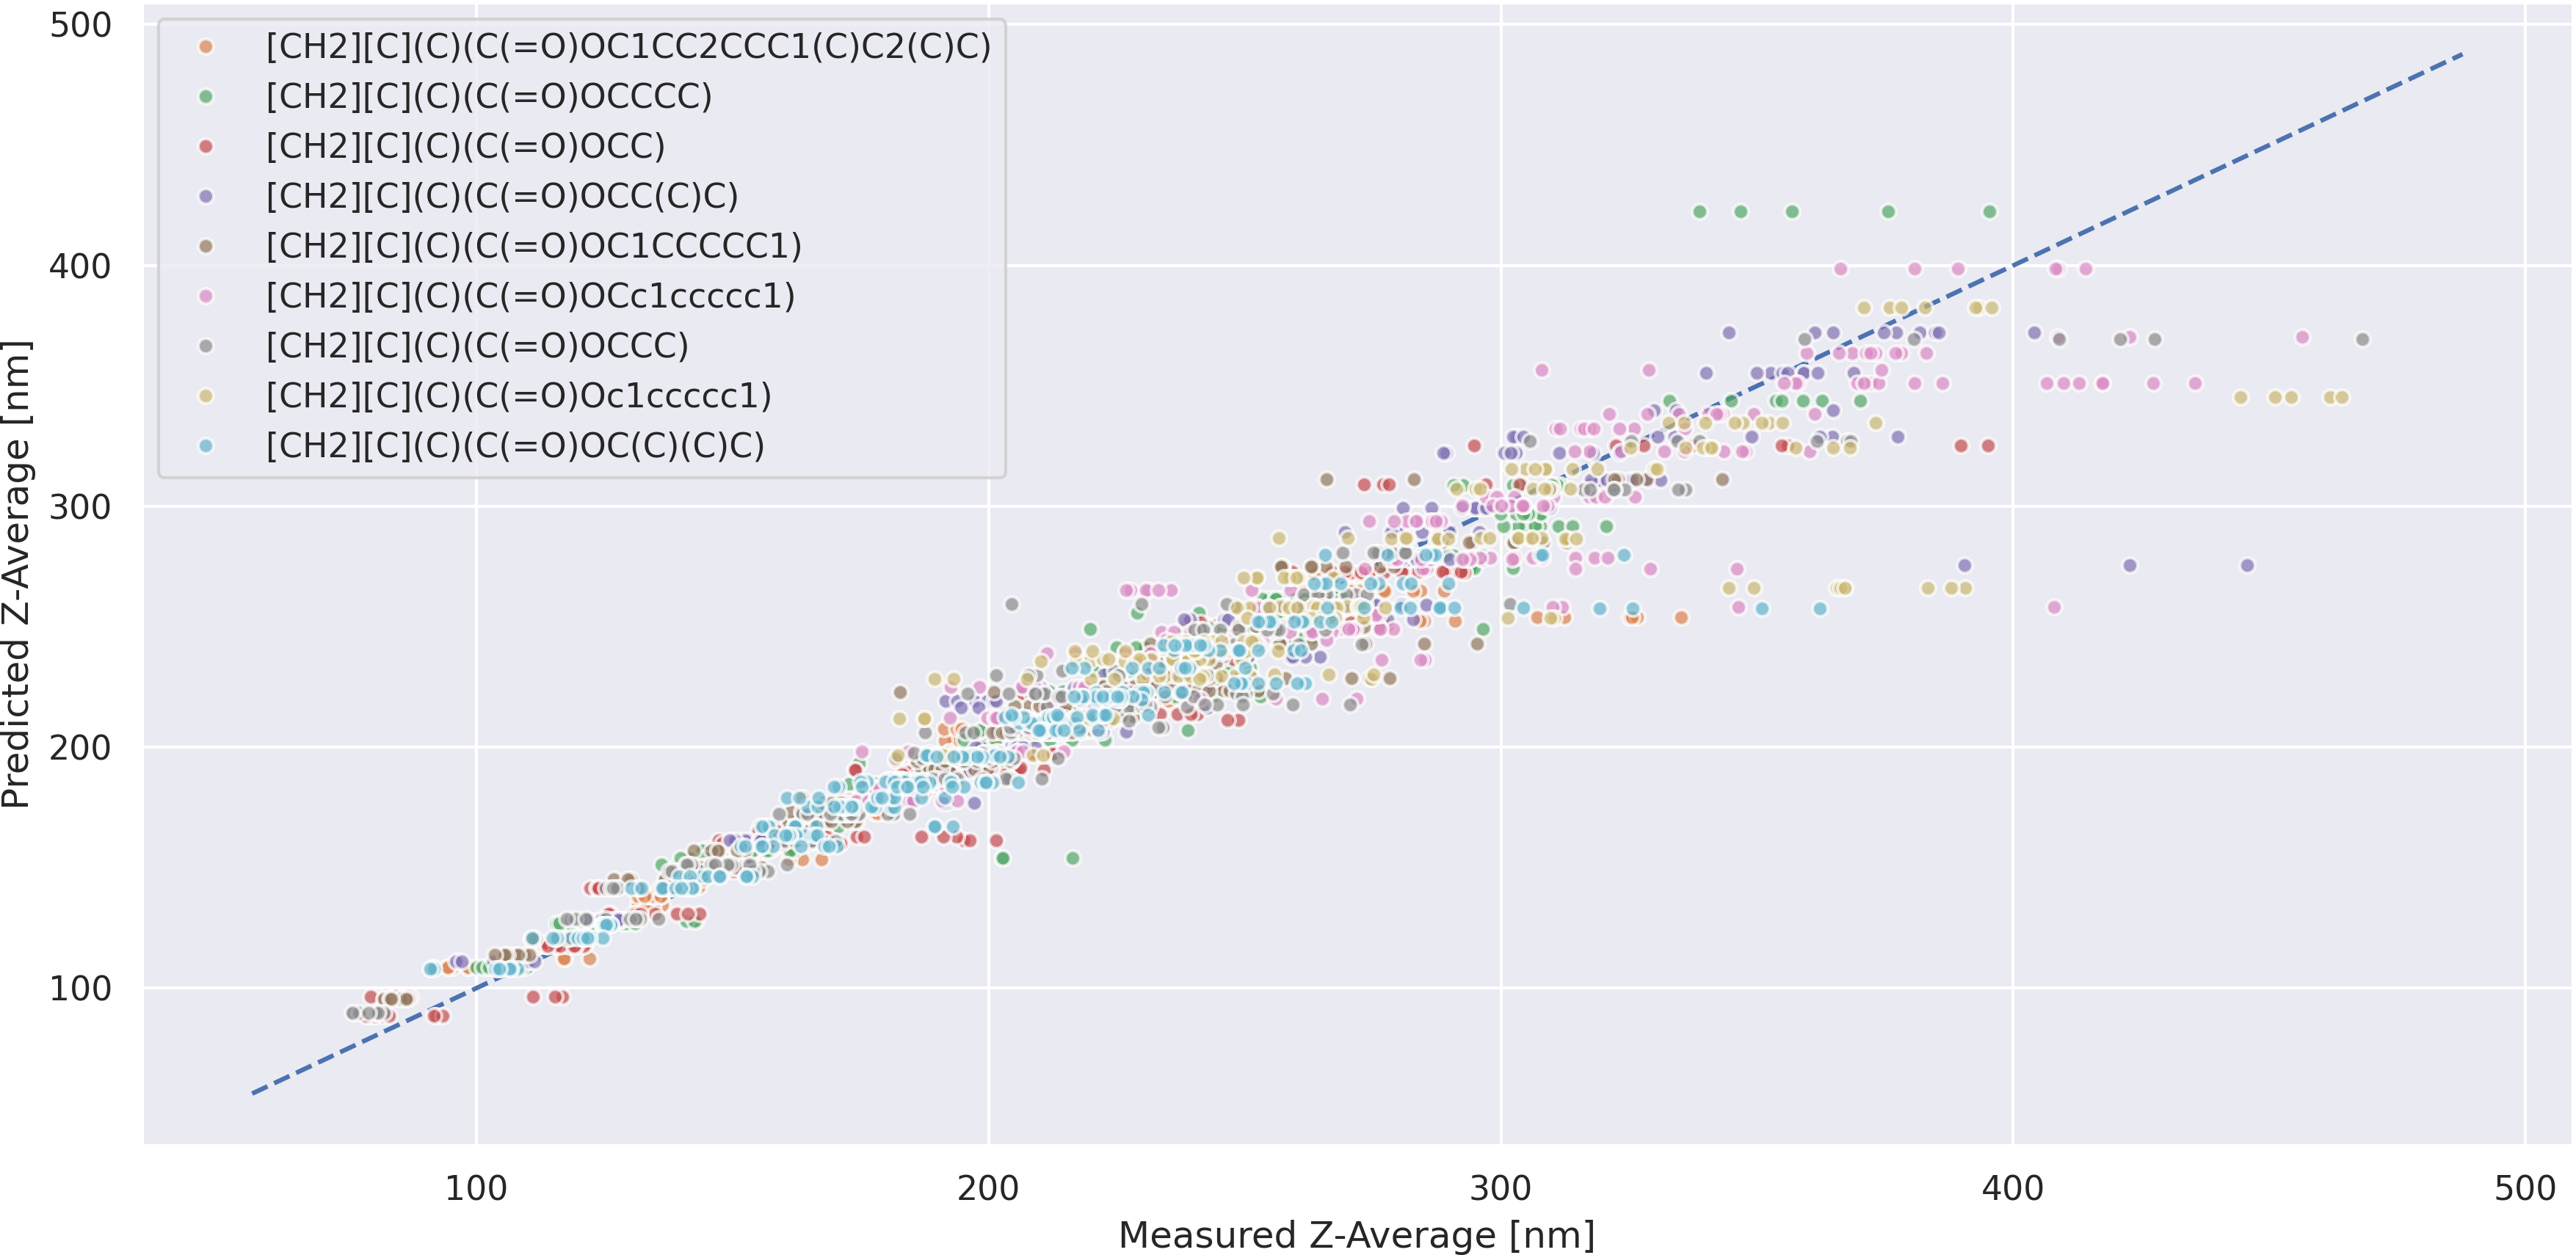 500
400
300
200
100
Predicted Z-Average [nm]
[CH2][C](C)(C(=O)OC1CC2CCC1(C)C2(C)C)
[CH2][C](C)(C(=O)OCCCC)
[CH2][C](C)(C(=O)OCC)
[CH2][C](C)(C(=O)OCC(C)C)
[CH2][C](C)(C(=O)OC1CCCCC1)
[CH2][C](C)(C(=O)OCc1ccccc1)
[CH2][C](C)(C(=O)OCCC)
[CH2][C](C)(C(=O)Oc1ccccc1)
[CH2][C](C)(C(=O)OC(C)(C)C)
100 200 300 400 500
Measured Z-Average [nm]